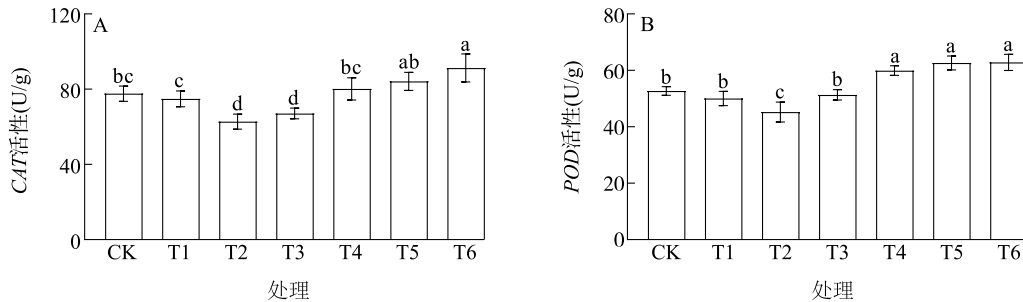 A
CAT活性(U/g)
120
80
40
0
bc
c
d
d
bc
ab
a
CK T1 T2 T3 T4 T5 T6
处理
B
POD活性(U/g)
80
60
40
20
0
b
b
c
b
a
a
a
CK T1 T2 T3 T4 T5 T6
处理